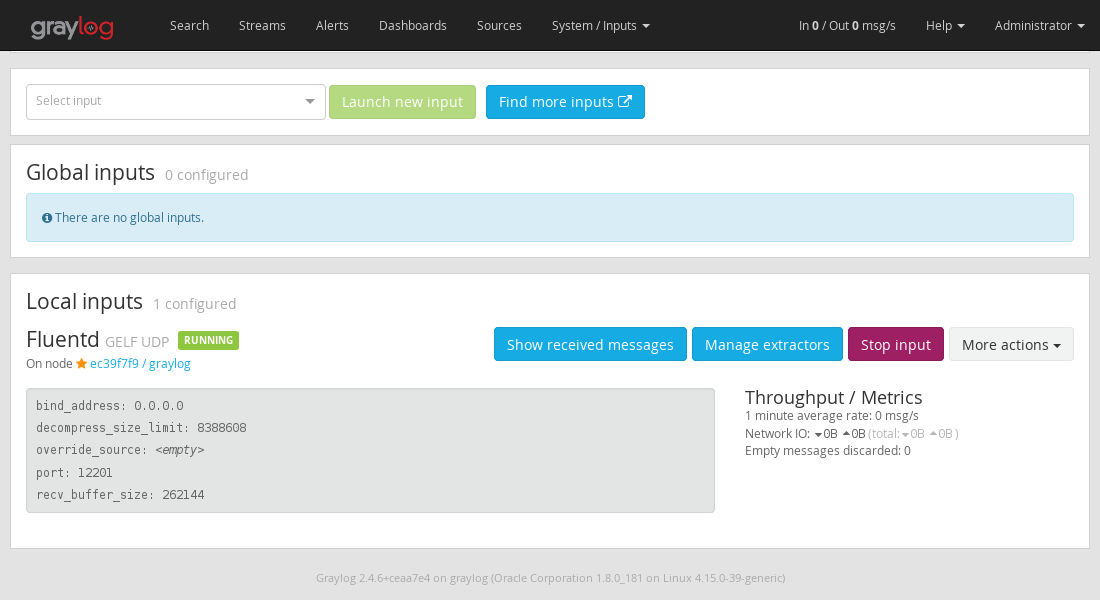 graylog Search Streams Alerts Dashboards Sources System / Inputs In 0 / Out 0 msg/s Help Administrator
Select input Launch new input Find more inputs
Global inputs 0 configured
There are no global inputs.
Local inputs 1 configured
Fluentd GELF UDP RUNNING Show received messages Manage extractors Stop input More actions
On node ec39f7f9 / graylog
bind_address: 0.0.0.0
decompress_size_limit: 8388608
override_source: <empty>
port: 12201
recv_buffer_size: 262144
Throughput / Metrics
1 minute average rate: 0 msg/s
Network IO: 0B 0B (total: 0B 0B )
Empty messages discarded: 0
Graylog 2.4.6+ceaa7e4 on graylog (Oracle Corporation 1.8.0_181 on Linux 4.15.0-39-generic)